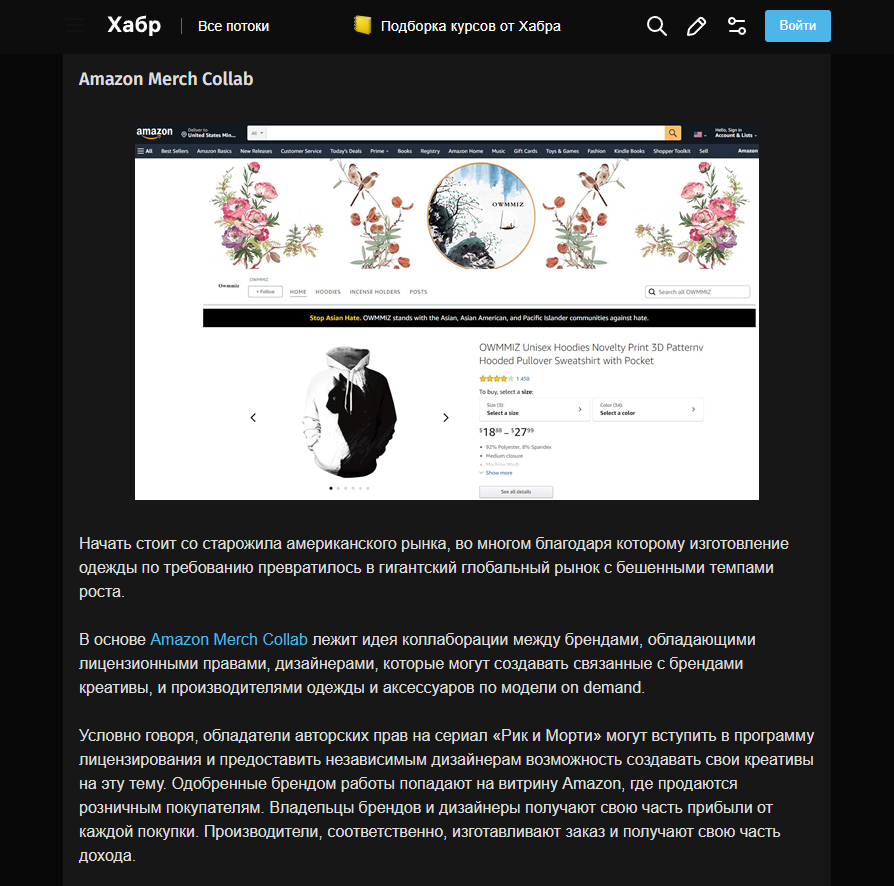 Хабр
Все потоки
Подборка курсов от Хабра
Войти
Amazon Merch Collab
amazon
Deliver to
United States Min...
All
Hello, Sign in
Account & Lists
All Best Sellers Amazon Basics New Releases Customer Service Today's Deals Prime Books Registry Amazon Home Music Gift Cards Toys & Games Fashion Kindle Books Shopper Toolkit Sell Amazon
OWMMIZ
OWMMIZ
Owmmiz
+ Follow
HOME HOODIES INCENSE HOLDERS POSTS
Search all OWMMIZ
Stop Asian Hate. OWMMIZ stands with the Asian, Asian American, and Pacific Islander communities against hate.
OWMMIZ Unisex Hoodies Novelty Print 3D Patternv
Hooded Pullover Sweatshirt with Pocket
1 458
To buy, select a size:
Size (5):
Select a size
Color (34):
Select a color
$18⁸⁸ – $27⁹⁹
• 92% Polyester, 8% Spandex
• Medium closure
• Machine Wash
Show more
See all details
Начать стоит со старожила американского рынка, во многом благодаря которому изготовление
одежды по требованию превратилось в гигантский глобальный рынок с бешенными темпами
роста.
В основе Amazon Merch Collab лежит идея коллаборации между брендами, обладающими
лицензионными правами, дизайнерами, которые могут создавать связанные с брендами
креативы, и производителями одежды и аксессуаров по модели on demand.
Условно говоря, обладатели авторских прав на сериал «Рик и Морти» могут вступить в программу
лицензирования и предоставить независимым дизайнерам возможность создавать свои креативы
на эту тему. Одобренные брендом работы попадают на витрину Amazon, где продаются
розничным покупателям. Владельцы брендов и дизайнеры получают свою часть прибыли от
каждой покупки. Производители, соответственно, изготавливают заказ и получают свою часть
дохода.